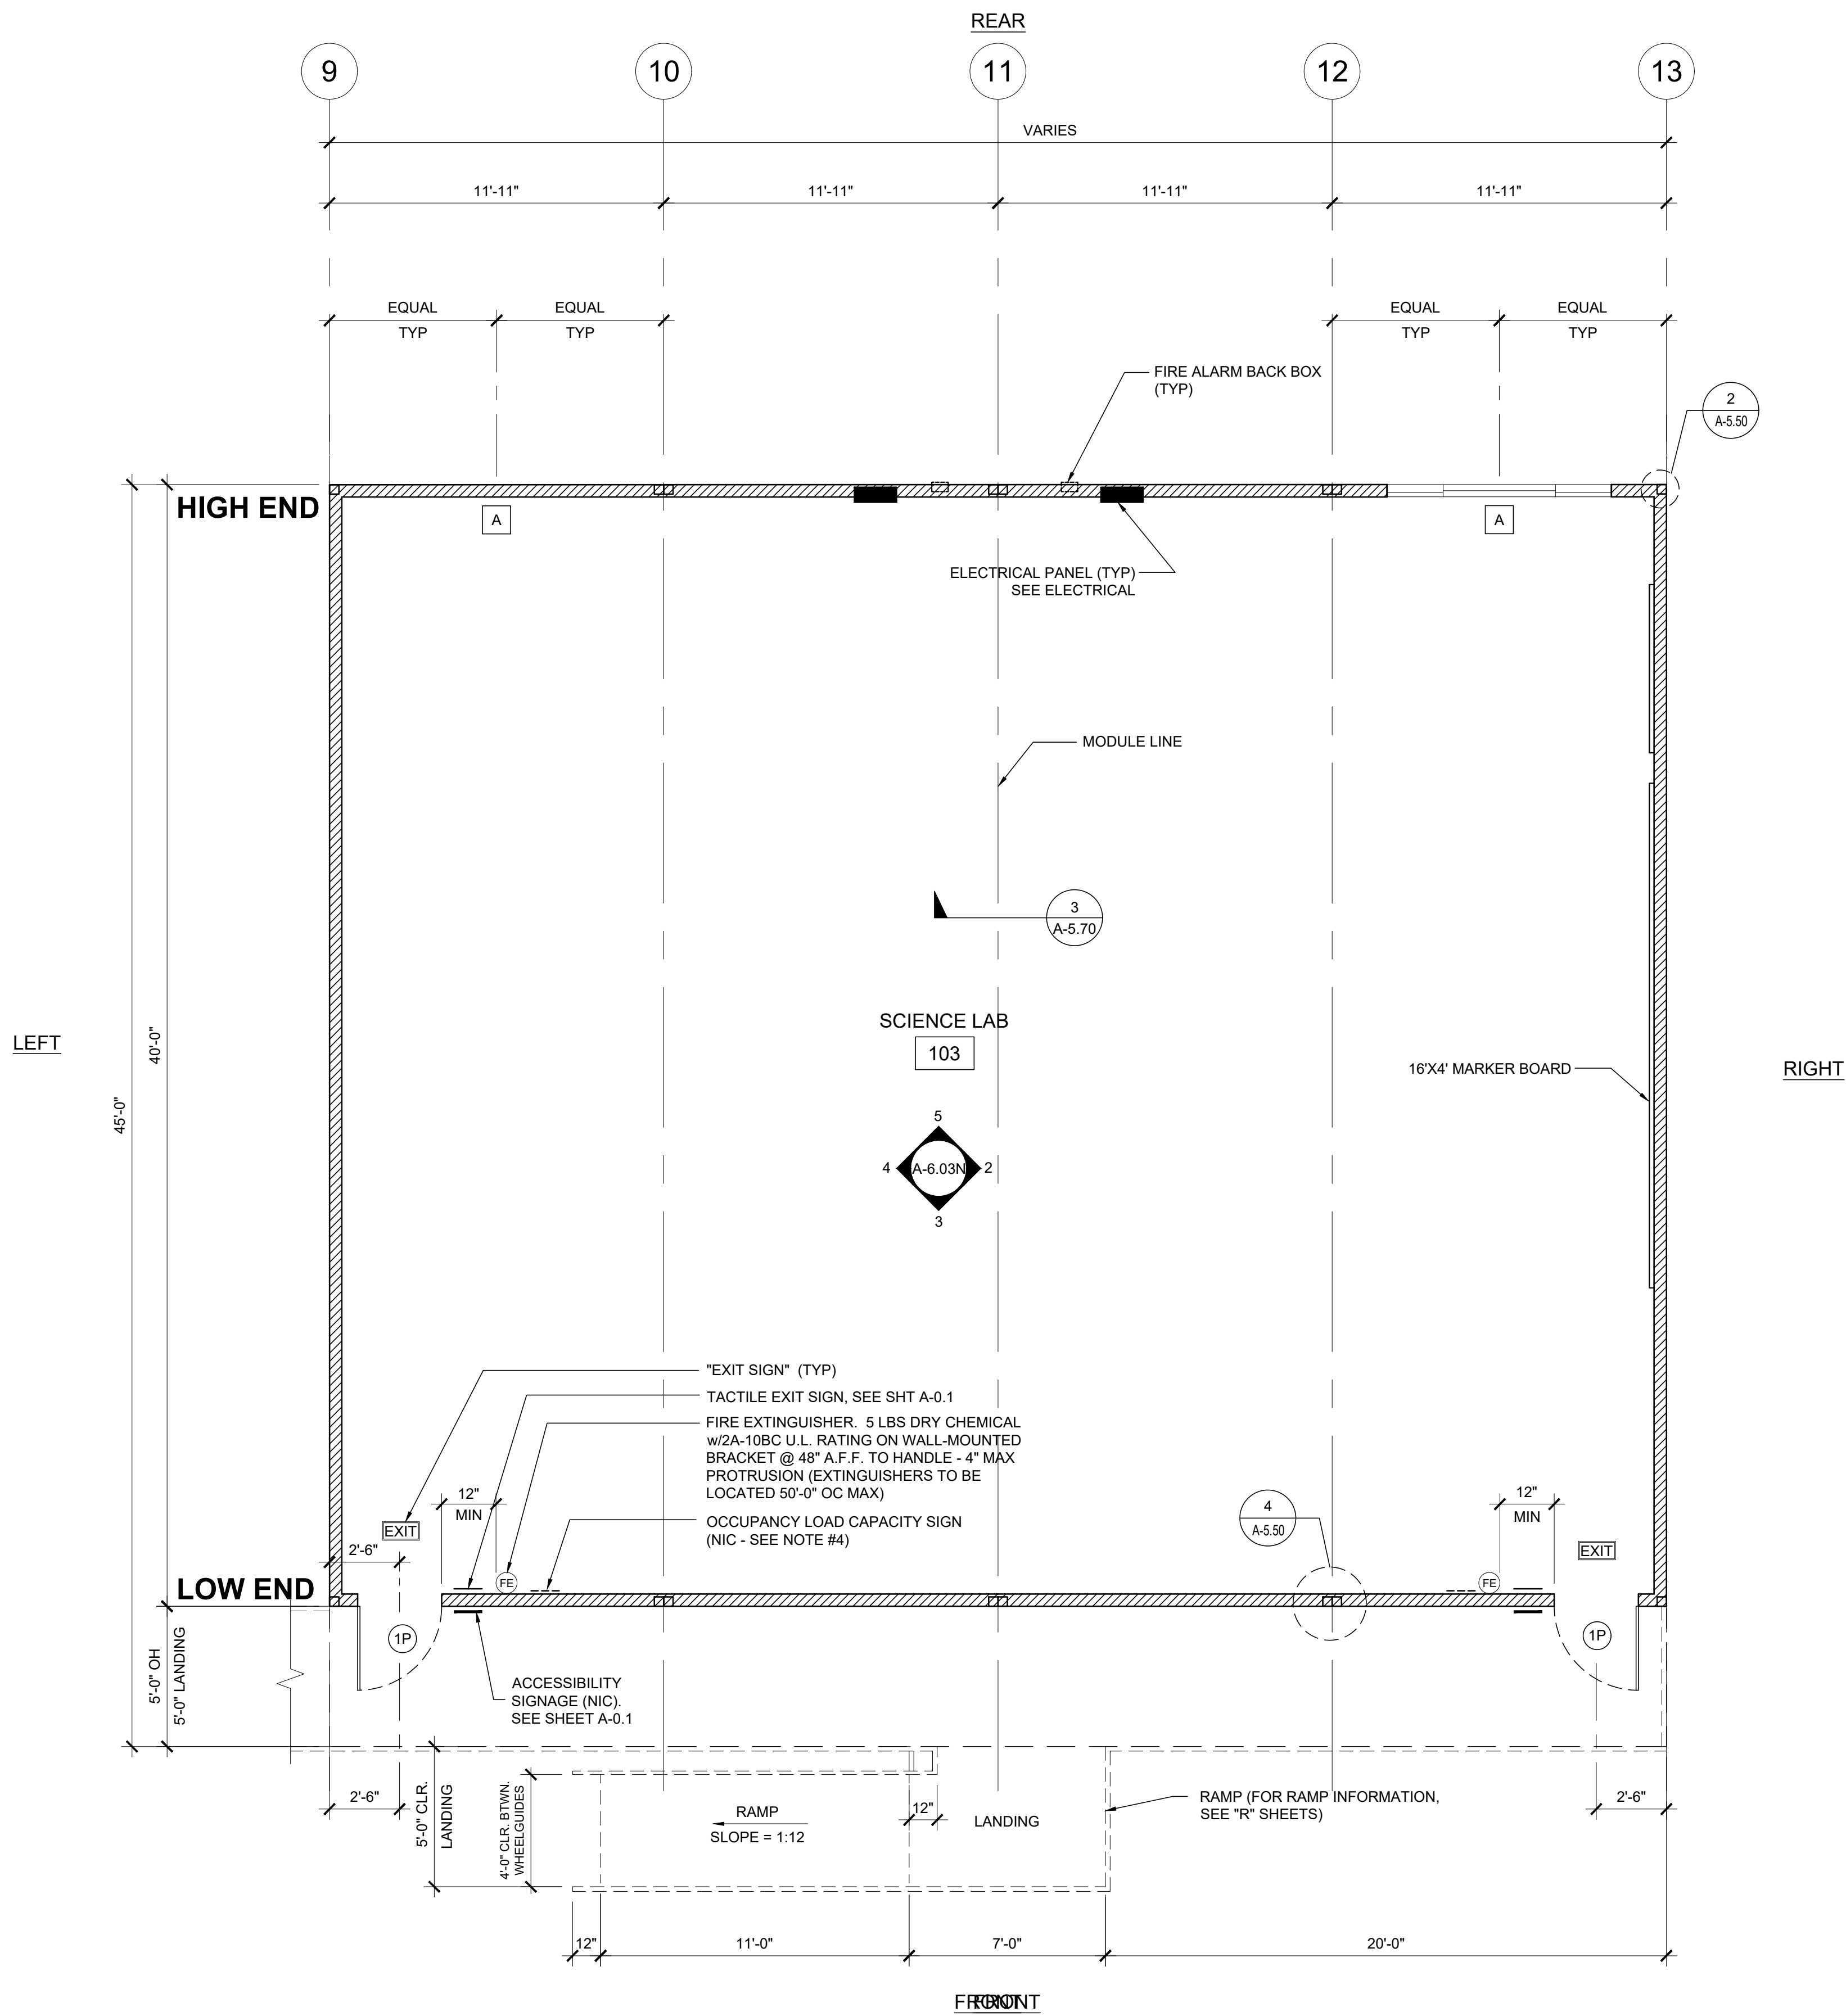 REAR
9
10
11
12
13
VARIES
11'-11"
11'-11"
11'-11"
11'-11"
EQUAL
TYP
EQUAL
TYP
EQUAL
TYP
EQUAL
TYP
FIRE ALARM BACK BOX
(TYP)
2
A-5.50
HIGH END
A
A
ELECTRICAL PANEL (TYP)
SEE ELECTRICAL
MODULE LINE
3
A-5.70
SCIENCE LAB
103
LEFT
40'-0"
45'-0"
16'X4' MARKER BOARD
RIGHT
5
4
A-6.03N
2
3
"EXIT SIGN" (TYP)
TACTILE EXIT SIGN, SEE SHT A-0.1
FIRE EXTINGUISHER. 5 LBS DRY CHEMICAL
w/2A-10BC U.L. RATING ON WALL-MOUNTED
BRACKET @ 48" A.F.F. TO HANDLE - 4" MAX
PROTRUSION (EXTINGUISHERS TO BE
LOCATED 50'-0" OC MAX)
OCCUPANCY LOAD CAPACITY SIGN
(NIC - SEE NOTE #4)
12"
MIN
EXIT
2'-6"
4
A-5.50
12"
MIN
EXIT
LOW END
FE
FE
1P
1P
5'-0" OH
5'-0" LANDING
ACCESSIBILITY
SIGNAGE (NIC).
SEE SHEET A-0.1
2'-6"
5'-0" CLR.
LANDING
4'-0" CLR. BTWN.
WHEELGUIDES
RAMP
SLOPE = 1:12
12"
LANDING
RAMP (FOR RAMP INFORMATION,
SEE "R" SHEETS)
2'-6"
12"
11'-0"
7'-0"
20'-0"
FRONT
FRONT